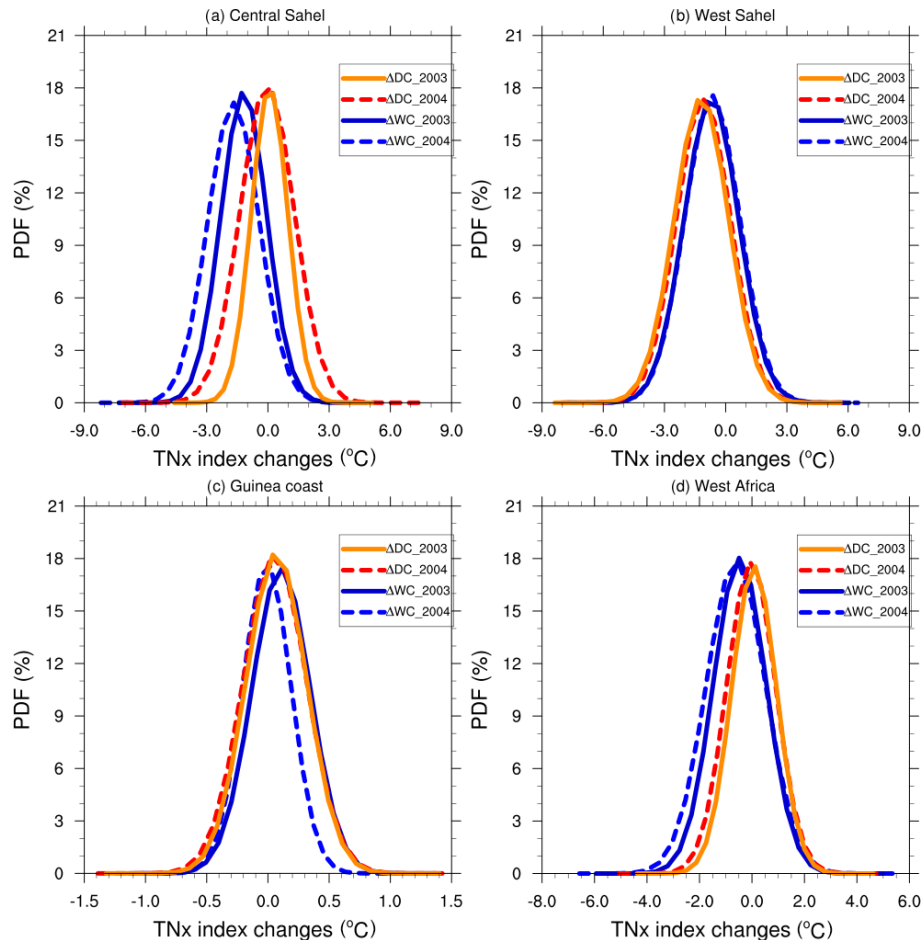 (a) Central Sahel
21
18
15
12
9
6
3
0
PDF (%)
ΔDC_2003
ΔDC_2004
ΔWC_2003
ΔWC_2004
-9.0 -6.0 -3.0 0.0 3.0 6.0 9.0
TNx index changes (°C)
(b) West Sahel
21
18
15
12
9
6
3
0
PDF (%)
ΔDC_2003
ΔDC_2004
ΔWC_2003
ΔWC_2004
-9.0 -6.0 -3.0 0.0 3.0 6.0 9.0
TNx index changes (°C)
(c) Guinea coast
21
18
15
12
9
6
3
0
PDF (%)
ΔDC_2003
ΔDC_2004
ΔWC_2003
ΔWC_2004
-1.5 -1.0 -0.5 0.0 0.5 1.0 1.5
TNx index changes (°C)
(d) West Africa
21
18
15
12
9
6
3
0
PDF (%)
ΔDC_2003
ΔDC_2004
ΔWC_2003
ΔWC_2004
-8.0 -6.0 -4.0 -2.0 0.0 2.0 4.0 6.0
TNx index changes (°C)